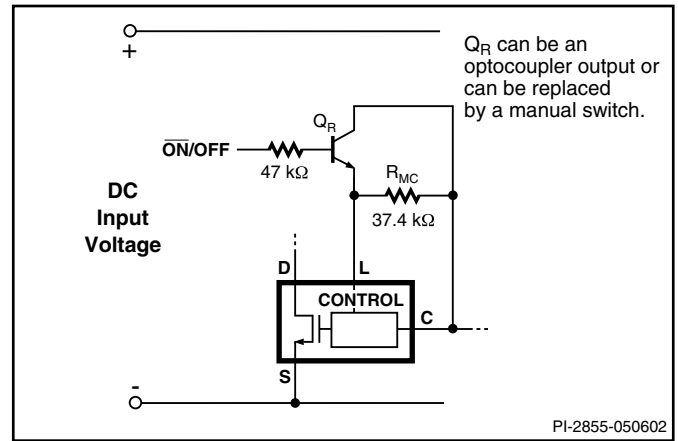 +
Q_R can be an
optocoupler output or
can be replaced
by a manual switch.
Q_R
ON/OFF
47 kΩ
R_MC
37.4 kΩ
DC
Input
Voltage
D
L
CONTROL
C
S
-
PI-2855-050602